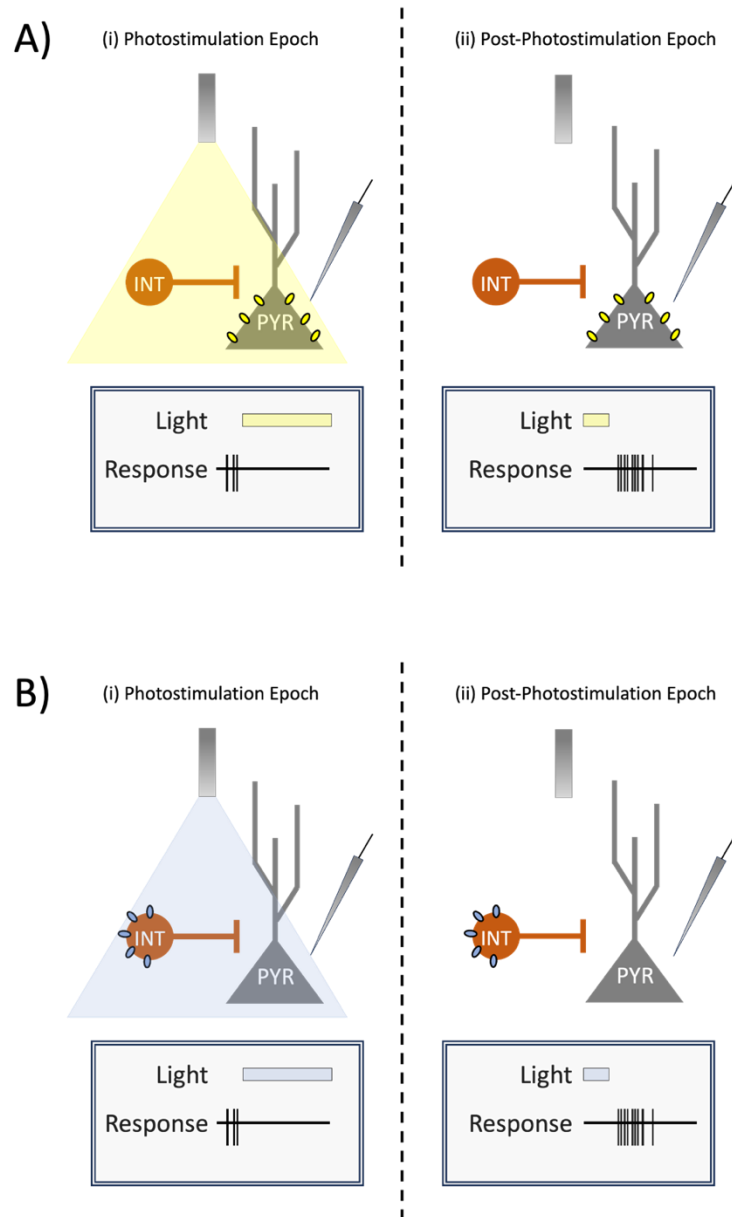 A)
(i) Photostimulation Epoch
(ii) Post-Photostimulation Epoch
INT
PYR
INT
PYR
Light
Response
Light
Response
B)
(i) Photostimulation Epoch
(ii) Post-Photostimulation Epoch
INT
PYR
INT
PYR
Light
Response
Light
Response